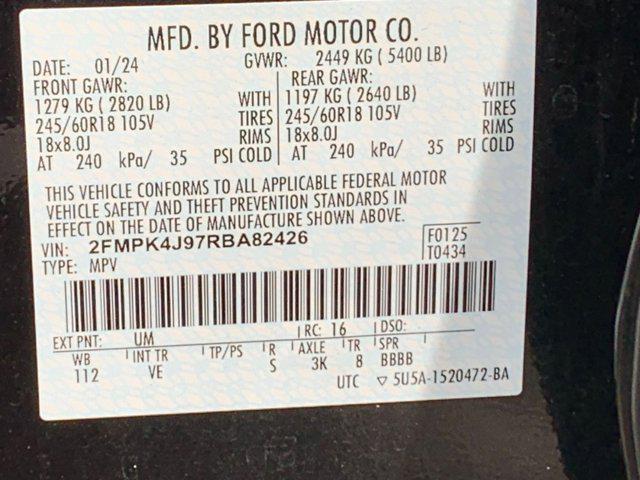 MFD. BY FORD MOTOR CO.
DATE: 01/24 GVWR: 2449 KG (5400 LB)
FRONT GAWR: REAR GAWR:
1279 KG (2820 LB) WITH 1197 KG (2640 LB) WITH
245/60R18 105V TIRES 245/60R18 105V TIRES
18x8.0J RIMS 18x8.0J RIMS
AT 240 kPa/ 35 PSI COLD AT 240 kPa/ 35 PSI COLD
THIS VEHICLE CONFORMS TO ALL APPLICABLE FEDERAL MOTOR
VEHICLE SAFETY AND THEFT PREVENTION STANDARDS IN
EFFECT ON THE DATE OF MANUFACTURE SHOWN ABOVE.
VIN: 2FMPK4J97RBA82426 F0125
TYPE: MPV T0434
EXT PNT: UM RC: 16 DSO:
WB INT TR TP/PS R AXLE TR SPR
112 VE S 3K 8 BBBB
UTC 5U5A-1520472-BA